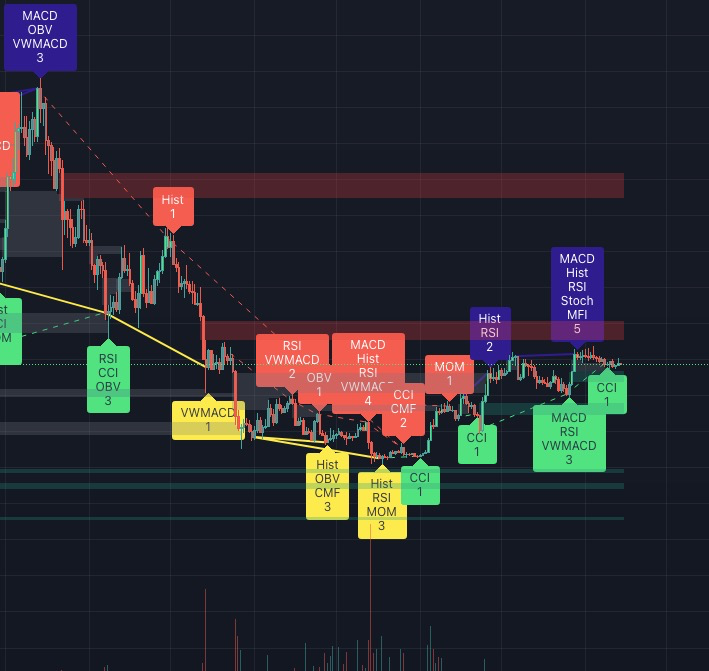 MACD
OBV
VWMACD
3
CD
Hist
1
CI
OM
RSI
CCI
OBV
3
VWMACD
1
RSI
VWMACD
2
OBV
1
MACD
Hist
RSI
VWMACD
4
CCI
CMF
2
MOM
1
Hist
RSI
2
MACD
Hist
RSI
Stoch
MFI
5
Hist
OBV
CMF
3
Hist
RSI
MOM
3
CCI
1
CCI
1
MACD
RSI
VWMACD
3
CCI
1